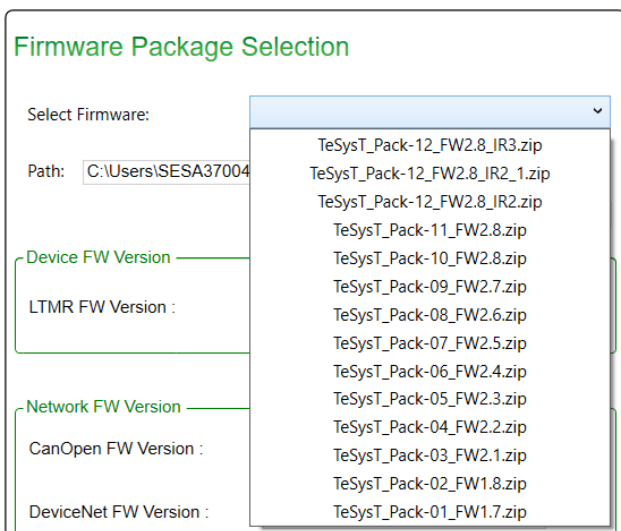 Firmware Package Selection
Select Firmware:
TeSysT_Pack-12_FW2.8_IR3.zip
TeSysT_Pack-12_FW2.8_IR2_1.zip
Path: C:\Users\SESA37004
TeSysT_Pack-12_FW2.8_IR2.zip
TeSysT_Pack-11_FW2.8.zip
Device FW Version
TeSysT_Pack-10_FW2.8.zip
TeSysT_Pack-09_FW2.7.zip
LTMR FW Version :
TeSysT_Pack-08_FW2.6.zip
TeSysT_Pack-07_FW2.5.zip
TeSysT_Pack-06_FW2.4.zip
TeSysT_Pack-05_FW2.3.zip
Network FW Version
TeSysT_Pack-04_FW2.2.zip
CanOpen FW Version :
TeSysT_Pack-03_FW2.1.zip
TeSysT_Pack-02_FW1.8.zip
DeviceNet FW Version :
TeSysT_Pack-01_FW1.7.zip